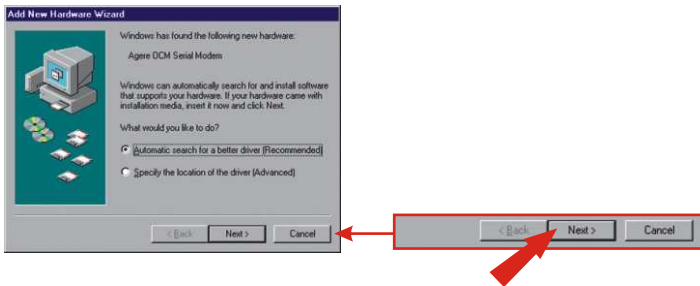 Add New Hardware Wizard
Windows has found the following new hardware:
Agere OCM Serial Modem
Windows can automatically search for and install software
that supports your hardware. If your hardware came with
installation media, insert it now and click Next.
What would you like to do?
Automatic search for a better driver (Recommended)
Specify the location of the driver (Advanced)
< Back Next > Cancel
< Back Next > Cancel